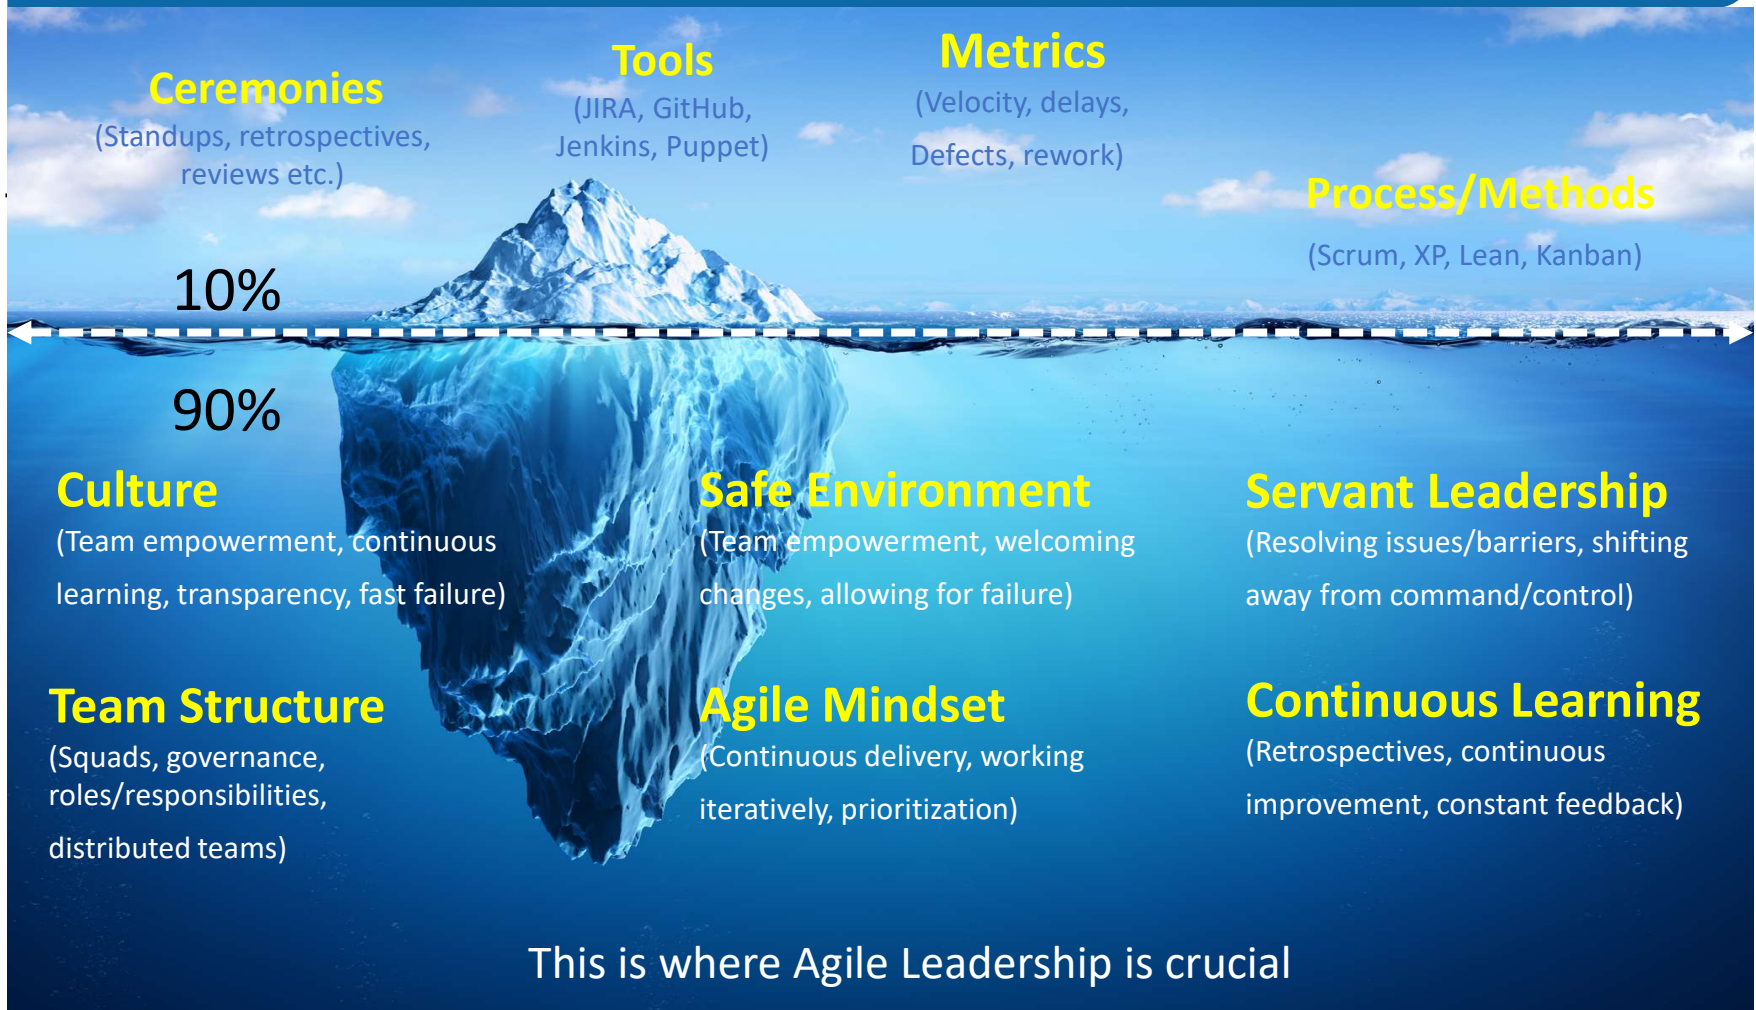 Ceremonies
(Standups, retrospectives,
reviews etc.)
Tools
(JIRA, GitHub,
Jenkins, Puppet)
Metrics
(Velocity, delays,
Defects, rework)
Process/Methods
(Scrum, XP, Lean, Kanban)
10%
90%
Culture
(Team empowerment, continuous
learning, transparency, fast failure)
Safe Environment
(Team empowerment, welcoming
changes, allowing for failure)
Servant Leadership
(Resolving issues/barriers, shifting
away from command/control)
Team Structure
(Squads, governance,
roles/responsibilities,
distributed teams)
Agile Mindset
(Continuous delivery, working
iteratively, prioritization)
Continuous Learning
(Retrospectives, continuous
improvement, constant feedback)
This is where Agile Leadership is crucial